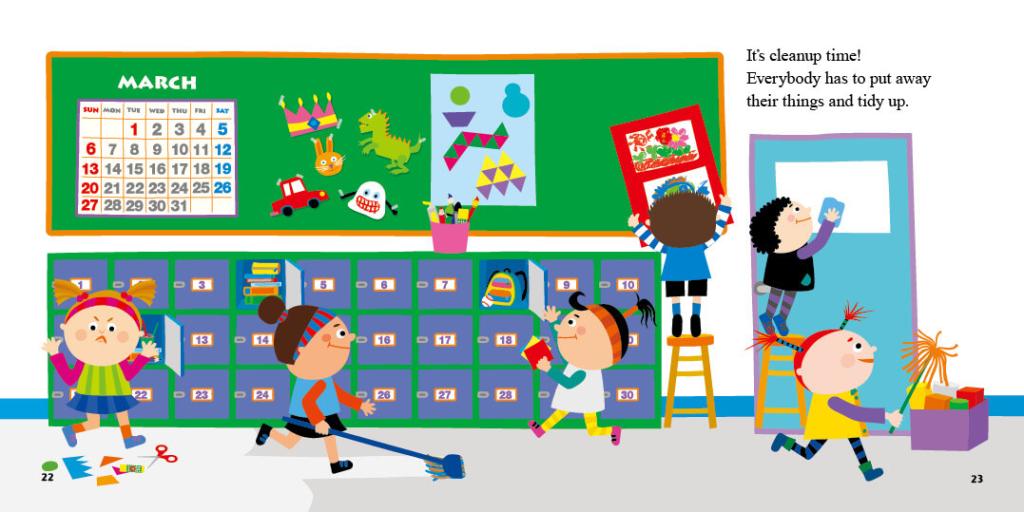 MARCH
SUN MON TUE WED THU FRI SAT
1 2 3 4 5
6 7 8 9 10 11 12
13 14 15 16 17 18 19
20 21 22 23 24 25 26
27 28 29 30 31
It's cleanup time!
Everybody has to put away
their things and tidy up.
1 3 5 6 7 9 10
13 14 16 17 18
22 23 24 26 27 28 30
22
23